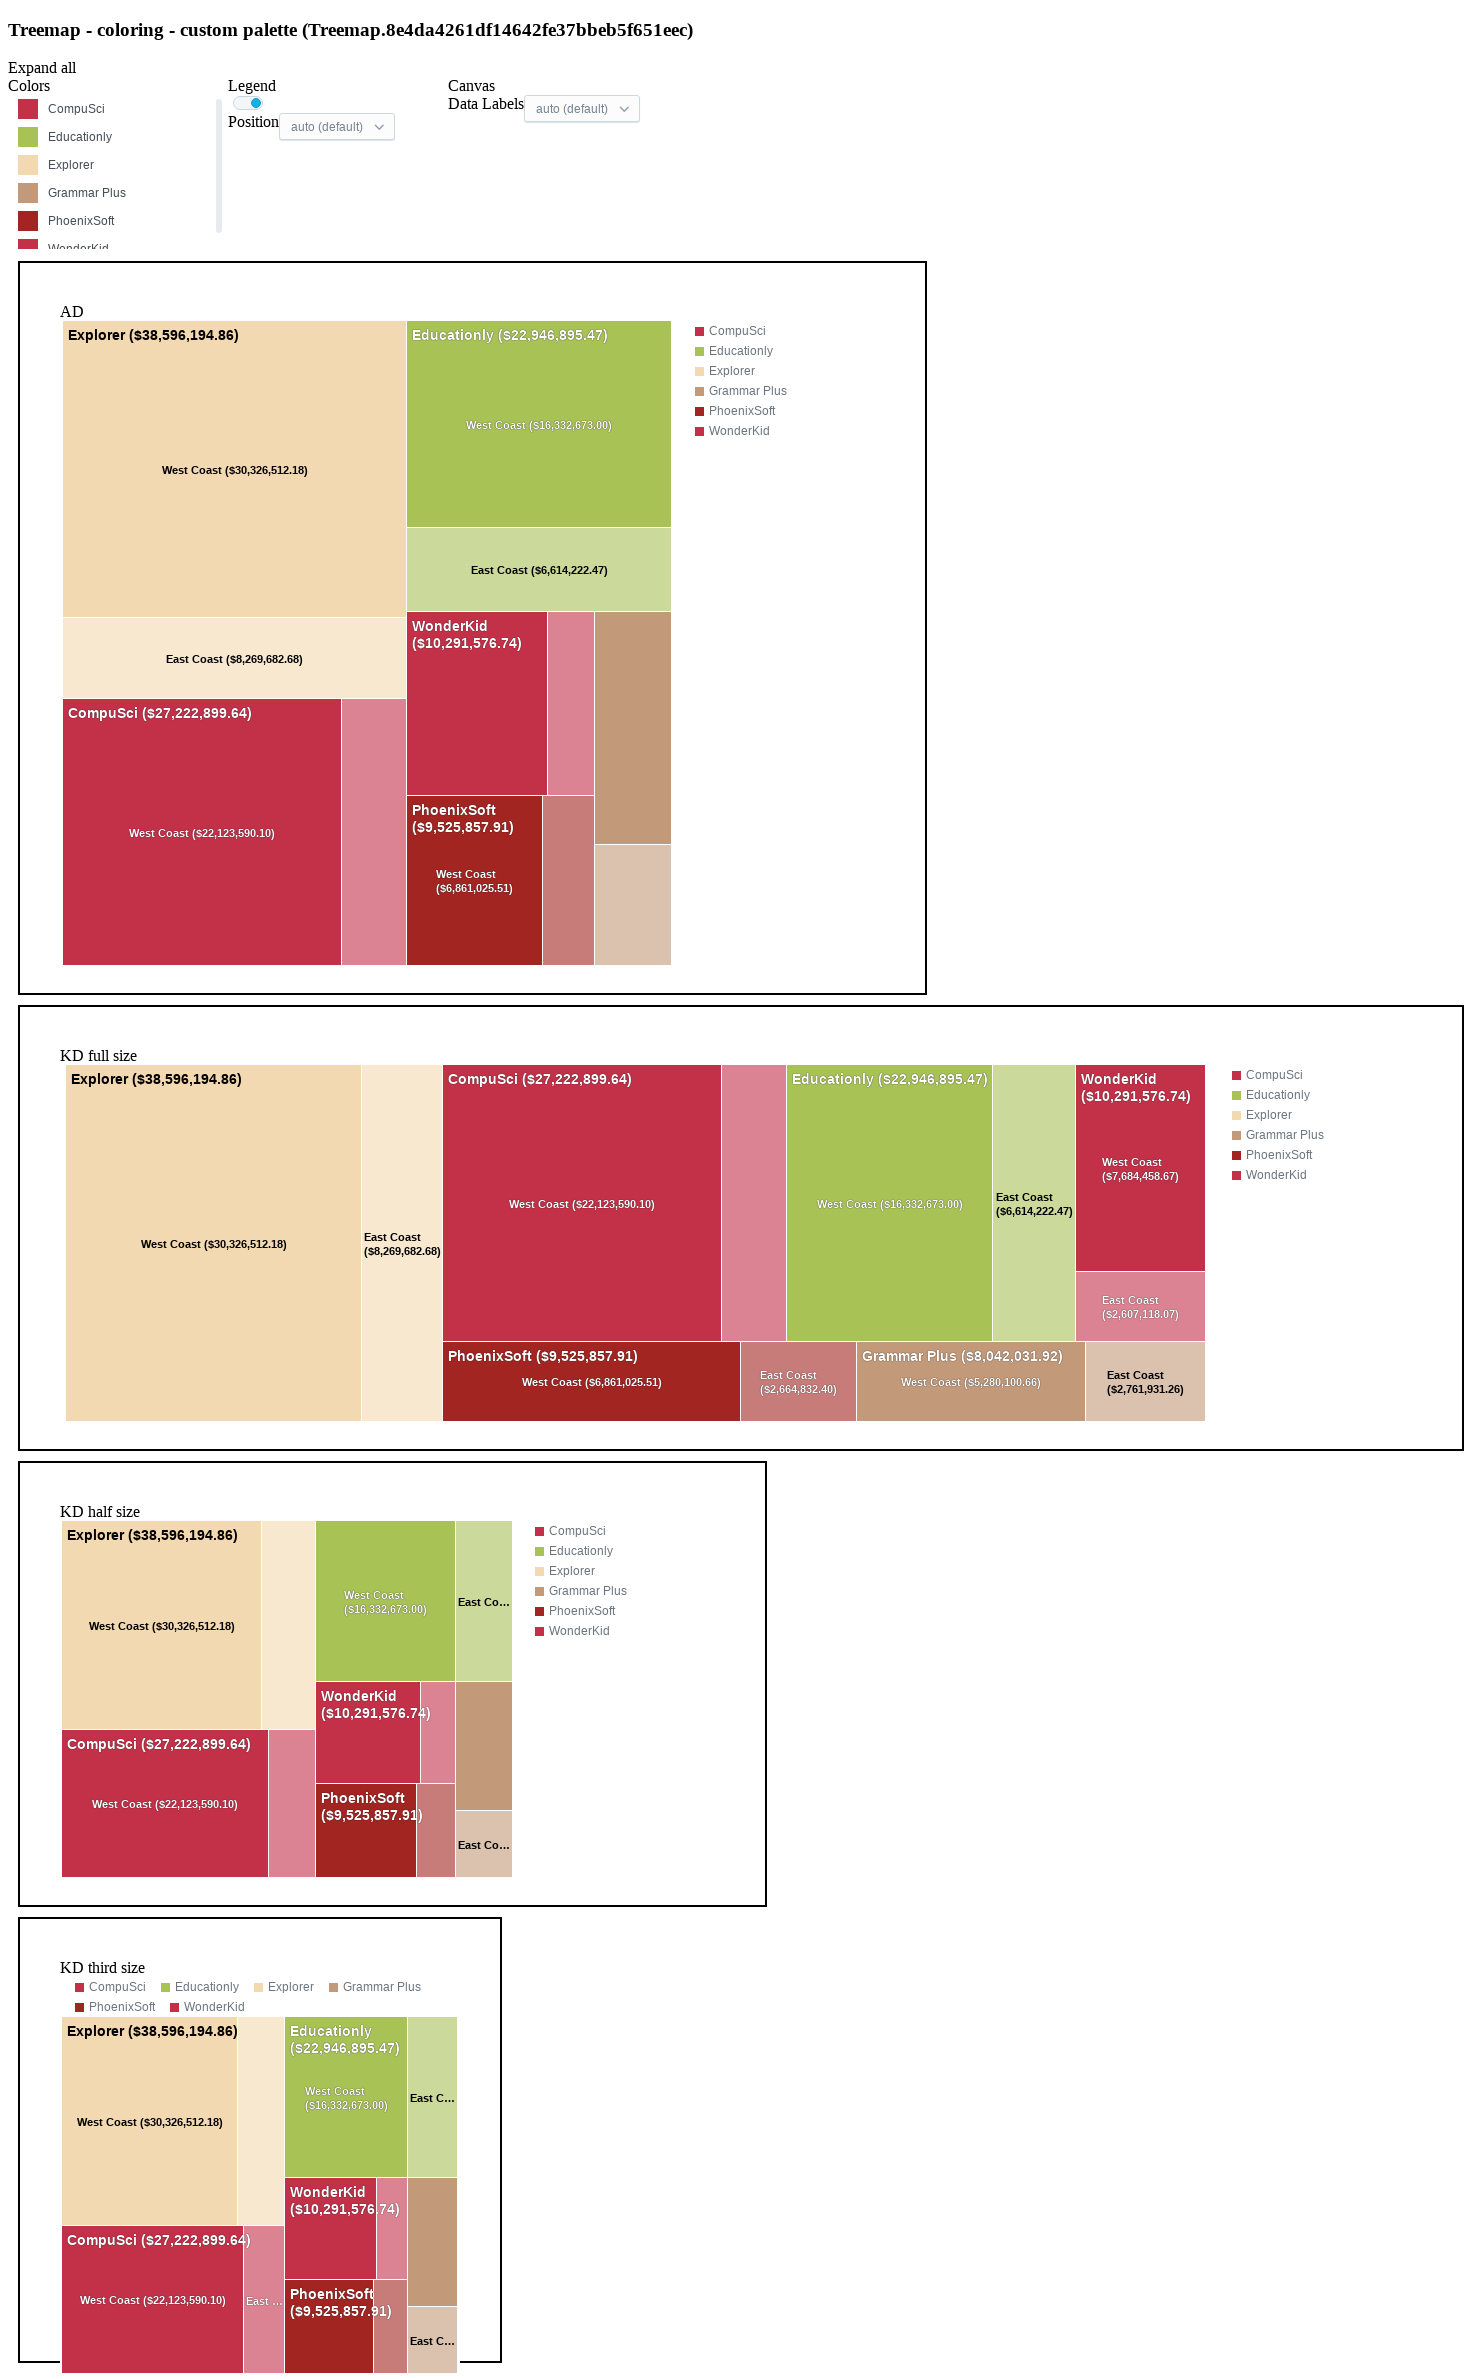 Treemap - coloring - custom palette (Treemap.8e4da4261df14642fe37bbeb5f651eec)
Expand all
Colors
CompuSci
Educationly
Explorer
Grammar Plus
PhoenixSoft
WonderKid
Legend
Position auto (default)
Canvas
Data Labels auto (default)
AD
Explorer ($38,596,194.86)
West Coast ($30,326,512.18)
East Coast ($8,269,682.68)
CompuSci ($27,222,899.64)
West Coast ($22,123,590.10)
Educationly ($22,946,895.47)
West Coast ($16,332,673.00)
East Coast ($6,614,222.47)
WonderKid
($10,291,576.74)
PhoenixSoft
($9,525,857.91)
West Coast
($6,861,025.51)
CompuSci
Educationly
Explorer
Grammar Plus
PhoenixSoft
WonderKid
KD full size
Explorer ($38,596,194.86)
West Coast ($30,326,512.18)
East Coast
($8,269,682.68)
CompuSci ($27,222,899.64)
West Coast ($22,123,590.10)
Educationly ($22,946,895.47)
West Coast ($16,332,673.00)
East Coast
($6,614,222.47)
WonderKid
($10,291,576.74)
West Coast
($7,684,458.67)
East Coast
($2,607,118.07)
PhoenixSoft ($9,525,857.91)
West Coast ($6,861,025.51)
East Coast
($2,664,832.40)
Grammar Plus ($8,042,031.92)
West Coast ($5,280,100.66)
East Coast
($2,761,931.26)
CompuSci
Educationly
Explorer
Grammar Plus
PhoenixSoft
WonderKid
KD half size
Explorer ($38,596,194.86)
West Coast ($30,326,512.18)
CompuSci ($27,222,899.64)
West Coast ($22,123,590.10)
West Coast
($16,332,673.00)
East Co…
WonderKid
($10,291,576.74)
PhoenixSoft
($9,525,857.91)
East Co…
CompuSci
Educationly
Explorer
Grammar Plus
PhoenixSoft
WonderKid
KD third size
CompuSci Educationly Explorer Grammar Plus
PhoenixSoft WonderKid
Explorer ($38,596,194.86)
West Coast ($30,326,512.18)
CompuSci ($27,222,899.64)
West Coast ($22,123,590.10)
East …
Educationly
($22,946,895.47)
West Coast
($16,332,673.00)
East C…
WonderKid
($10,291,576.74)
PhoenixSoft
($9,525,857.91)
East C…